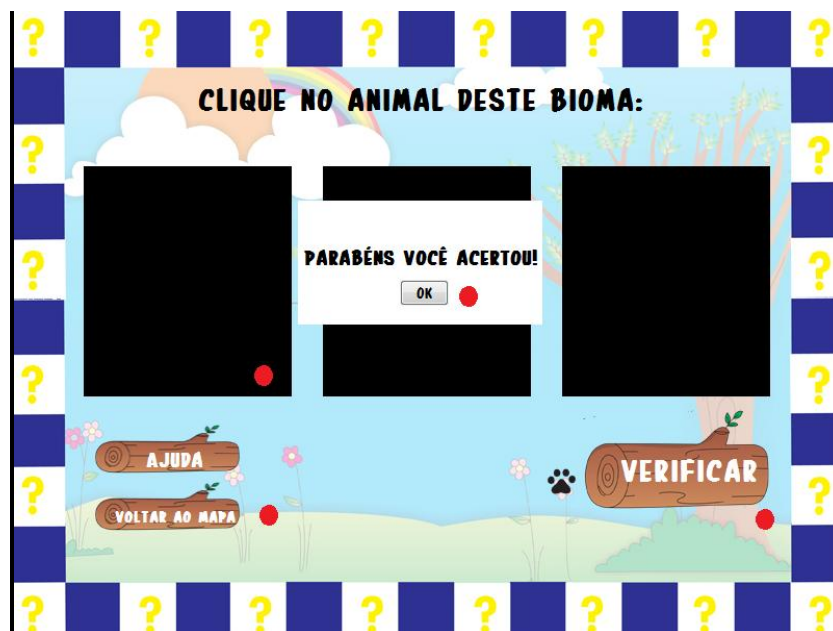 ? ? ? ? ? ? ? ?
CLIQUE NO ANIMAL DESTE BIOMA:
?
?
?
?
PARABÉNS VOCÊ ACERTOU!
OK
?
?
AJUDA
VERIFICAR
?
?
VOLTAR AO MAPA
? ? ? ? ? ? ? ?